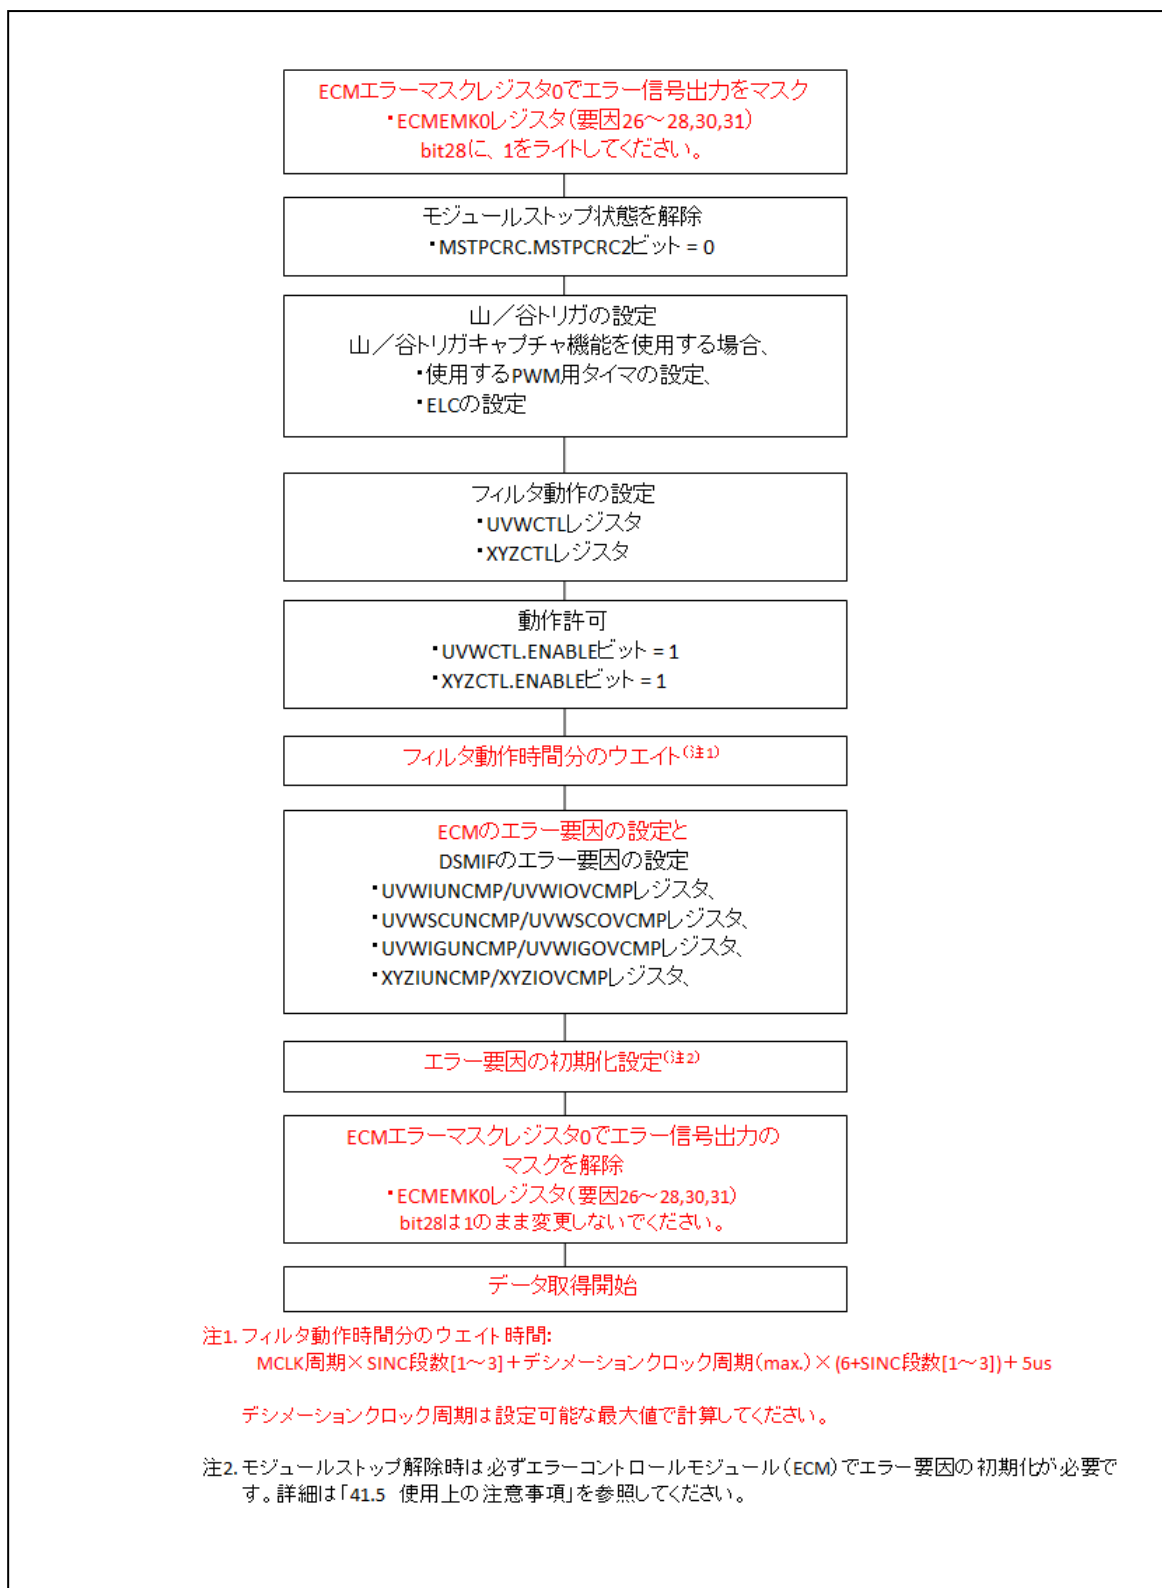 ECMエラーマスクレジスタ0でエラー信号出力をマスク
・ECMEMK0レジスタ(要因26～28,30,31)
bit28に、1をライトしてください。
モジュールストップ状態を解除
・MSTPCRC.MSTPCRC2ビット = 0
山／谷トリガの設定
山／谷トリガキャプチャ機能を使用する場合、
・使用するPWM用タイマの設定、
・ELCの設定
フィルタ動作の設定
・UVWCTLレジスタ
・XYZCTLレジスタ
動作許可
・UVWCTL.ENABLEビット = 1
・XYZCTL.ENABLEビット = 1
フィルタ動作時間分のウエイト(注1)
ECMのエラー要因の設定と
DSMIFのエラー要因の設定
・UVWIUNCMP/UVWIOVCMPレジスタ、
・UVWSCUNCMP/UVWSCOVCMPレジスタ、
・UVWIGUNCMP/UVWIGOVCMPレジスタ、
・XYZIUNCMP/XYZIOVCMPレジスタ、
エラー要因の初期化設定(注2)
ECMエラーマスクレジスタ0でエラー信号出力の
マスクを解除
・ECMEMK0レジスタ(要因26～28,30,31)
bit28は1のまま変更しないでください。
データ取得開始
注1. フィルタ動作時間分のウエイト時間:
MCLK周期×SINC段数[1～3]＋デシメーションクロック周期(max.)×(6+SINC段数[1～3])＋5us
デシメーションクロック周期は設定可能な最大値で計算してください。
注2. モジュールストップ解除時は必ずエラーコントロールモジュール(ECM)でエラー要因の初期化が必要で
す。詳細は「41.5 使用上の注意事項」を参照してください。